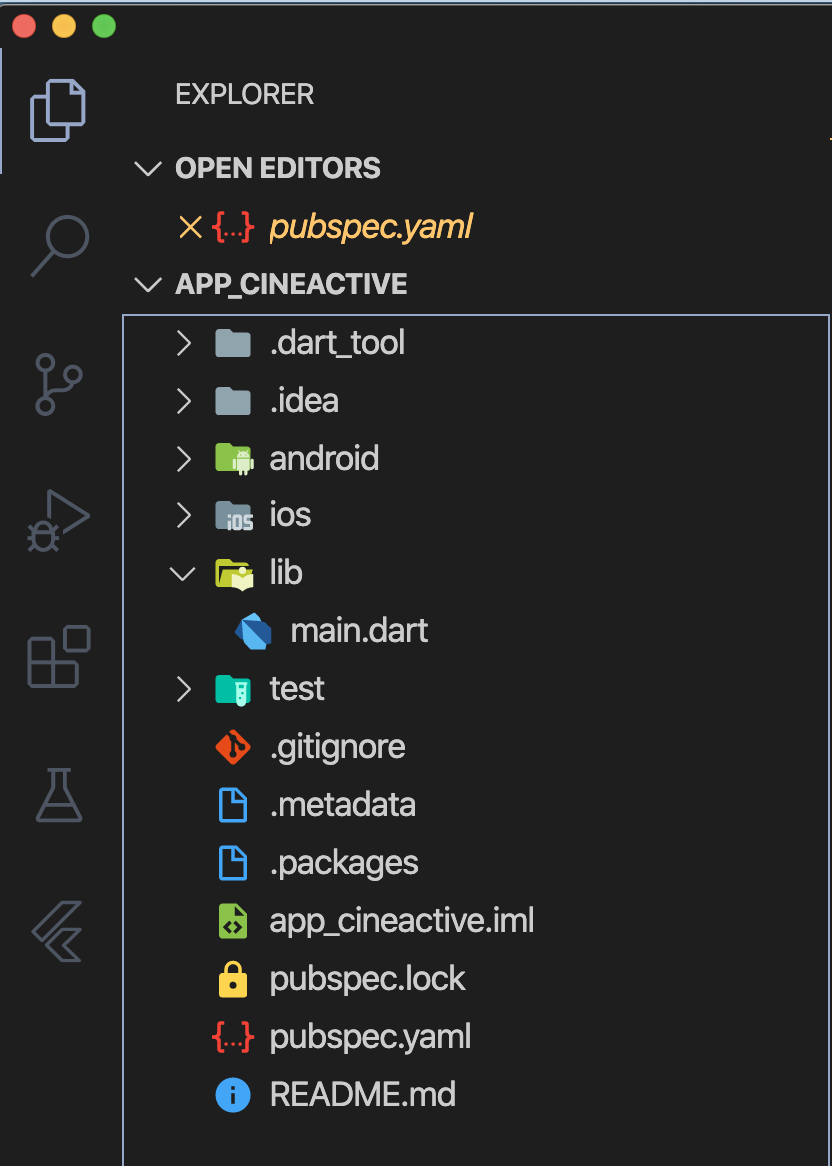 EXPLORER
OPEN EDITORS
{...} pubspec.yaml
APP_CINEACTIVE
.dart_tool
.idea
android
iOS ios
lib
main.dart
test
.gitignore
.metadata
.packages
app_cineactive.iml
pubspec.lock
{...} pubspec.yaml
README.md